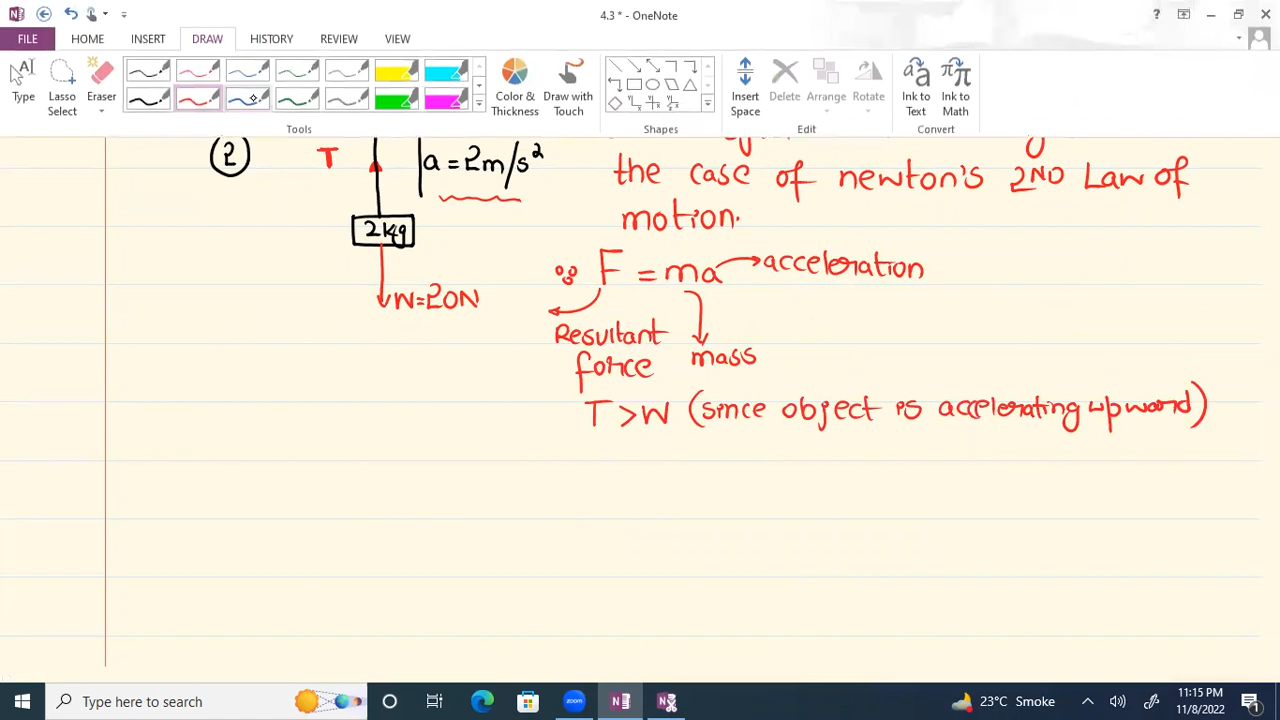 4.3 * - OneNote
?
FILE HOME INSERT DRAW HISTORY REVIEW VIEW
Type
Lasso Select
Eraser
Color & Thickness
Draw with Touch
Insert Space
Delete
Arrange
Rotate
Ink to Text
Ink to Math
Tools
Shapes
Edit
Convert
2
T
a = 2m/s²
2kg
W=20N
the case of newton's 2ND Law of
motion.
∴ F = ma → acceleration
Resultant
force
mass
T > W (since object is accelerating upward)
Type here to search
23°C Smoke
11:15 PM
11/8/2022
1